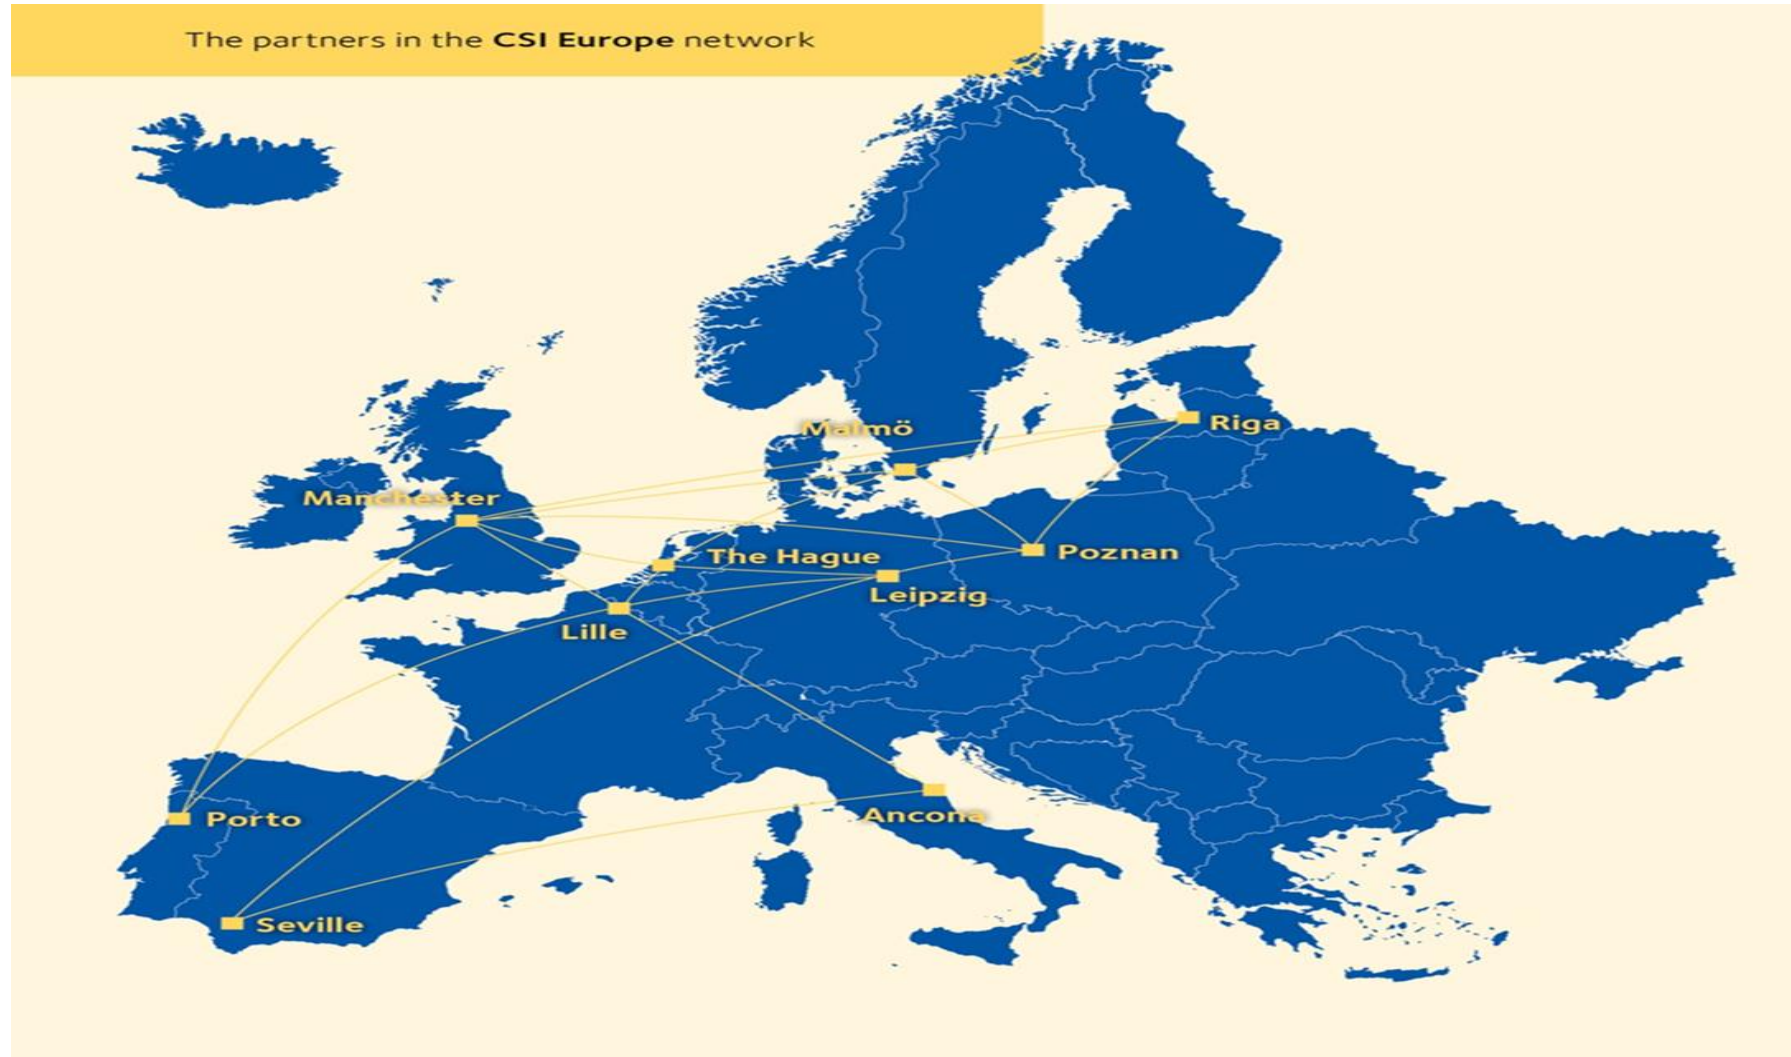 The partners in the CSI Europe network
Riga
Malmö
Manchester
The Hague
Poznan
Leipzig
Lille
Porto
Ancona
Seville